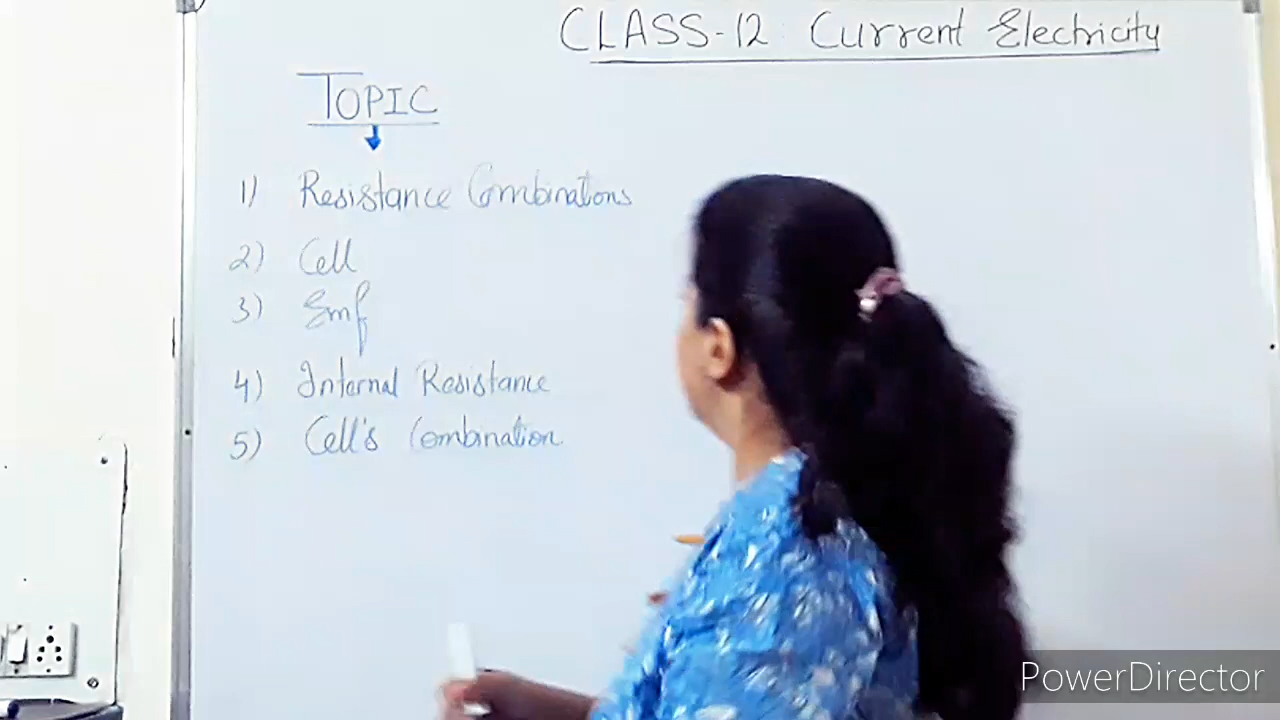 CLASS-12 Current Electricity
TOPIC
1) Resistance Combinations
2) Cell
3) Emf
4) Internal Resistance
5) Cell's Combination
PowerDirector